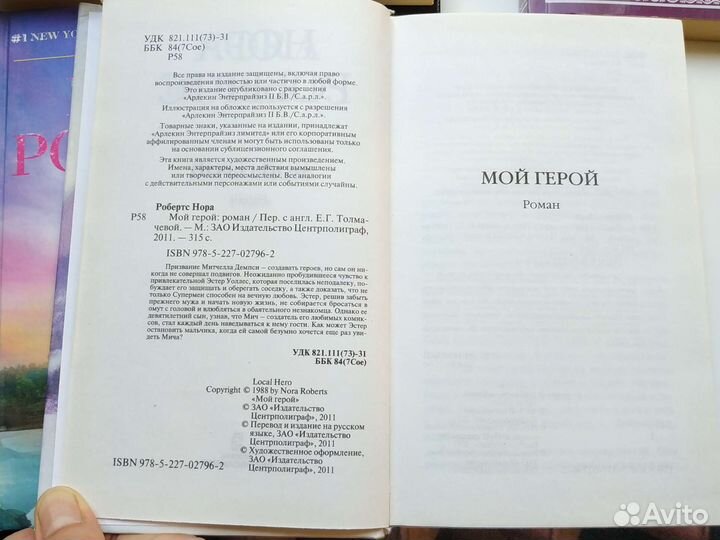 #1 NEW YO
РО
УДК 821.111(73)-31
ББК 84(7Сое)
Р58
Все права на издание защищены, включая право
воспроизведения полностью или частично в любой форме.
Это издание опубликовано с разрешения
«Арлекин Энтерпрайзиз II Б.В./С.а.р.л.».
Иллюстрация на обложке используется с разрешения
«Арлекин Энтерпрайзиз II Б.В./С.а.р.л.».
Товарные знаки, указанные на издании, принадлежат
«Арлекин Энтерпрайзиз лимитед» или его корпоративным
аффилированным членам и могут быть использованы только
на основании сублицензионного соглашения.
Эта книга является художественным произведением.
Имена, характеры, места действия вымышлены
или творчески переосмыслены. Все аналогии
с действительными персонажами или событиями случайны.
Робертс Нора
Р58 Мой герой: роман / Пер. с англ. Е.Г. Толма-
чевой. — М.: ЗАО Издательство Центрполиграф,
2011. — 315 с.
ISBN 978-5-227-02796-2
Призвание Митчелла Демпси — создавать героев, но сам он ни-
когда не совершал подвигов. Неожиданно пробудившееся чувство к
привлекательной Эстер Уоллес, которая поселилась неподалеку, по-
буждает его защищать и оберегать соседку, а также доказать, что не
только Супермен способен на вечную любовь. Эстер, решив забыть
прежнего мужа и начать новую жизнь, не собирается бросаться в
омут с головой и влюбляться в обаятельного незнакомца. Однако ее
девятилетний сын, узнав, что Мич — создатель его любимых комик-
сов, стал каждый день наведываться к нему гости. Как может Эстер
остановить мальчика, когда ей самой безумно хочется еще раз уви-
деть Мича?
УДК 821.111(73)-31
ББК 84(7Сое)
Local Hero
Copyright © 1988 by Nora Roberts
«Мой герой»
© ЗАО «Издательство
Центрполиграф», 2011
© Перевод и издание на русском
языке, ЗАО «Издательство
Центрполиграф», 2011
© Художественное оформление,
ЗАО «Издательство
Центрполиграф», 2011
ISBN 978-5-227-02796-2
МОЙ ГЕРОЙ
Роман
Avito